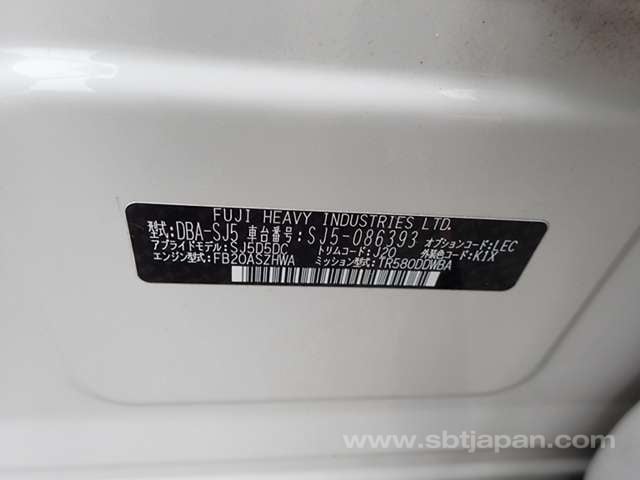 FUJI HEAVY INDUSTRIES LTD.
型式:DBA-SJ5 車台番号:SJ5-086393 オプションコード:LEC
アプライドモデル:SJ5D5DC トリムコード:J20 外装色コード:K1X
エンジン型式:FB20ASZHWA ミッション型式:TR580DDWBA
www.sbtjapan.com